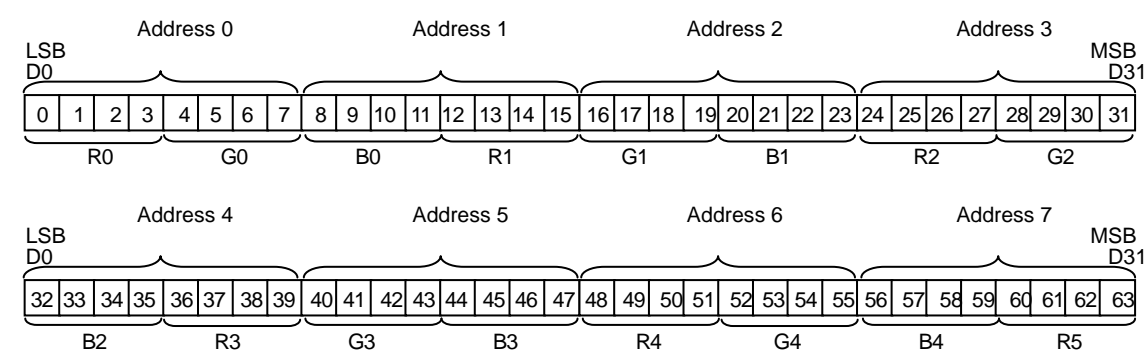 Address 0 Address 1 Address 2 Address 3
LSB MSB
D0 D31
0 1 2 3 4 5 6 7 8 9 10 11 12 13 14 15 16 17 18 19 20 21 22 23 24 25 26 27 28 29 30 31
R0 G0 B0 R1 G1 B1 R2 G2
Address 4 Address 5 Address 6 Address 7
LSB MSB
D0 D31
32 33 34 35 36 37 38 39 40 41 42 43 44 45 46 47 48 49 50 51 52 53 54 55 56 57 58 59 60 61 62 63
B2 R3 G3 B3 R4 G4 B4 R5